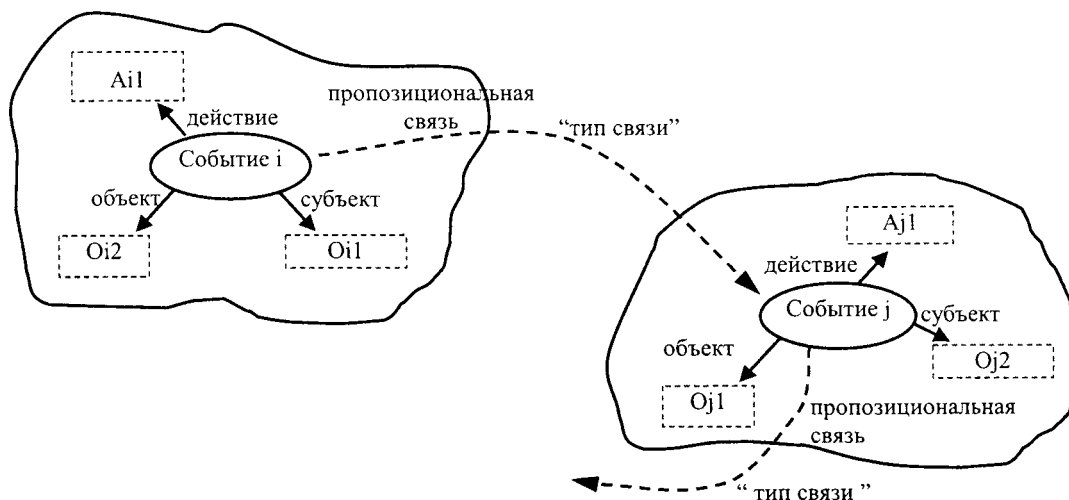 Ai1
действие
Событие i
объект
субъект
Oi2
Oi1
пропозициональная
связь
“тип связи”
Aj1
действие
Событие j
субъект
объект
Oj2
Oj1
пропозициональная
связь
“ тип связи ”